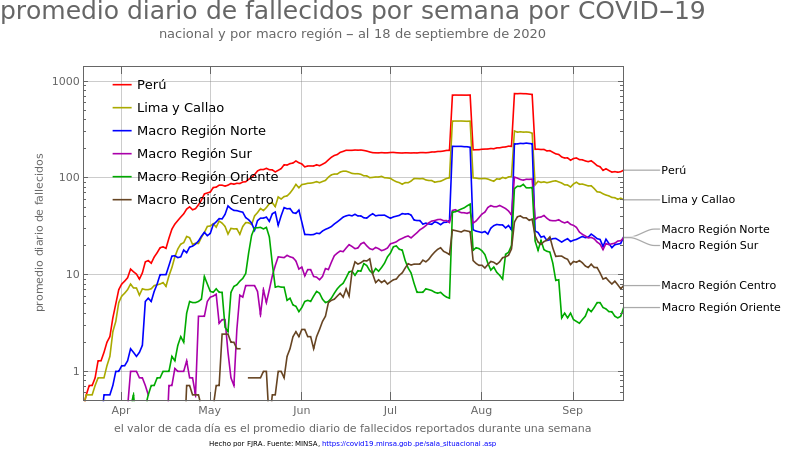 promedio diario de fallecidos por semana por COVID–19
nacional y por macro región – al 18 de septiembre de 2020
1000
100
10
1
promedio diario de fallecidos
Perú
Lima y Callao
Macro Región Norte
Macro Región Sur
Macro Región Oriente
Macro Región Centro
Perú
Lima y Callao
Macro Región Norte
Macro Región Sur
Macro Región Centro
Macro Región Oriente
Apr May Jun Jul Aug Sep
el valor de cada día es el promedio diario de fallecidos reportados durante una semana
Hecho por FJRA. Fuente: MINSA, https://covid19.minsa.gob.pe/sala_situacional.asp